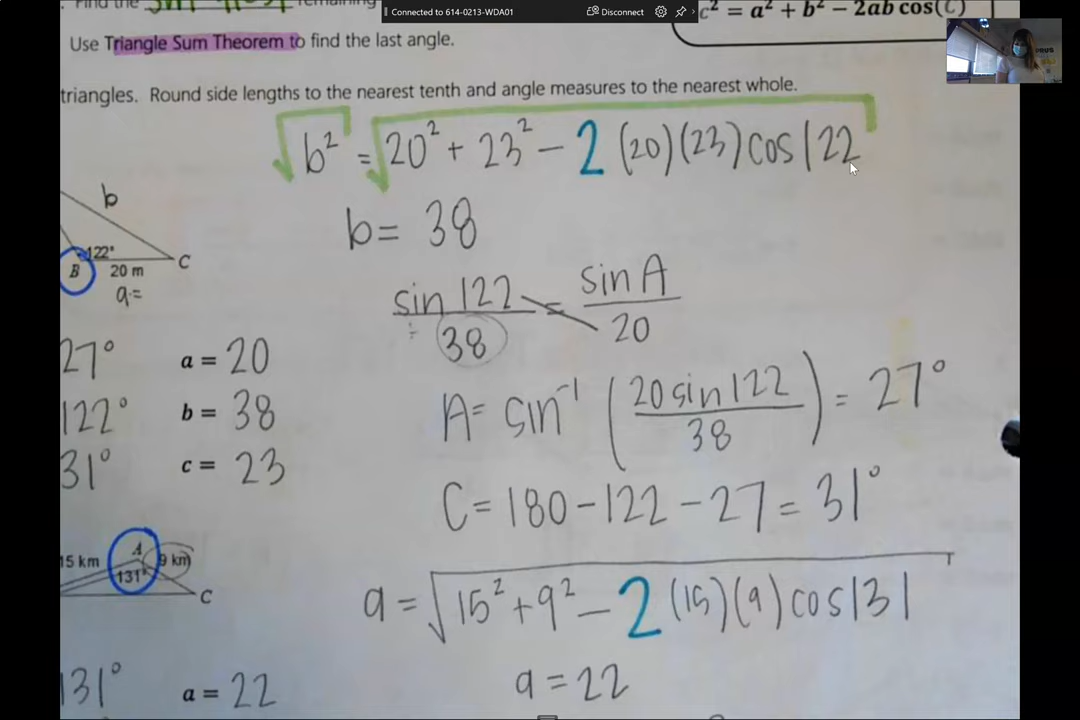 Connected to 614-0213-WDA01
Disconnect
c² = a² + b² − 2ab cos(C)
Use Triangle Sum Theorem to find the last angle.
triangles. Round side lengths to the nearest tenth and angle measures to the nearest whole.
√b² = √20² + 23² − 2 (20) (23) cos 122
b
b = 38
122°
B
20 m
C
a =
sin 122 / 38 = sin A / 20
27° a = 20
122° b = 38
31° c = 23
A = sin⁻¹ (20 sin 122 / 38) = 27°
C = 180 − 122 − 27 = 31°
15 km
A
9 km
131°
C
a = √15² + 9² − 2 (15) (9) cos 131
131° a = 22
a = 22